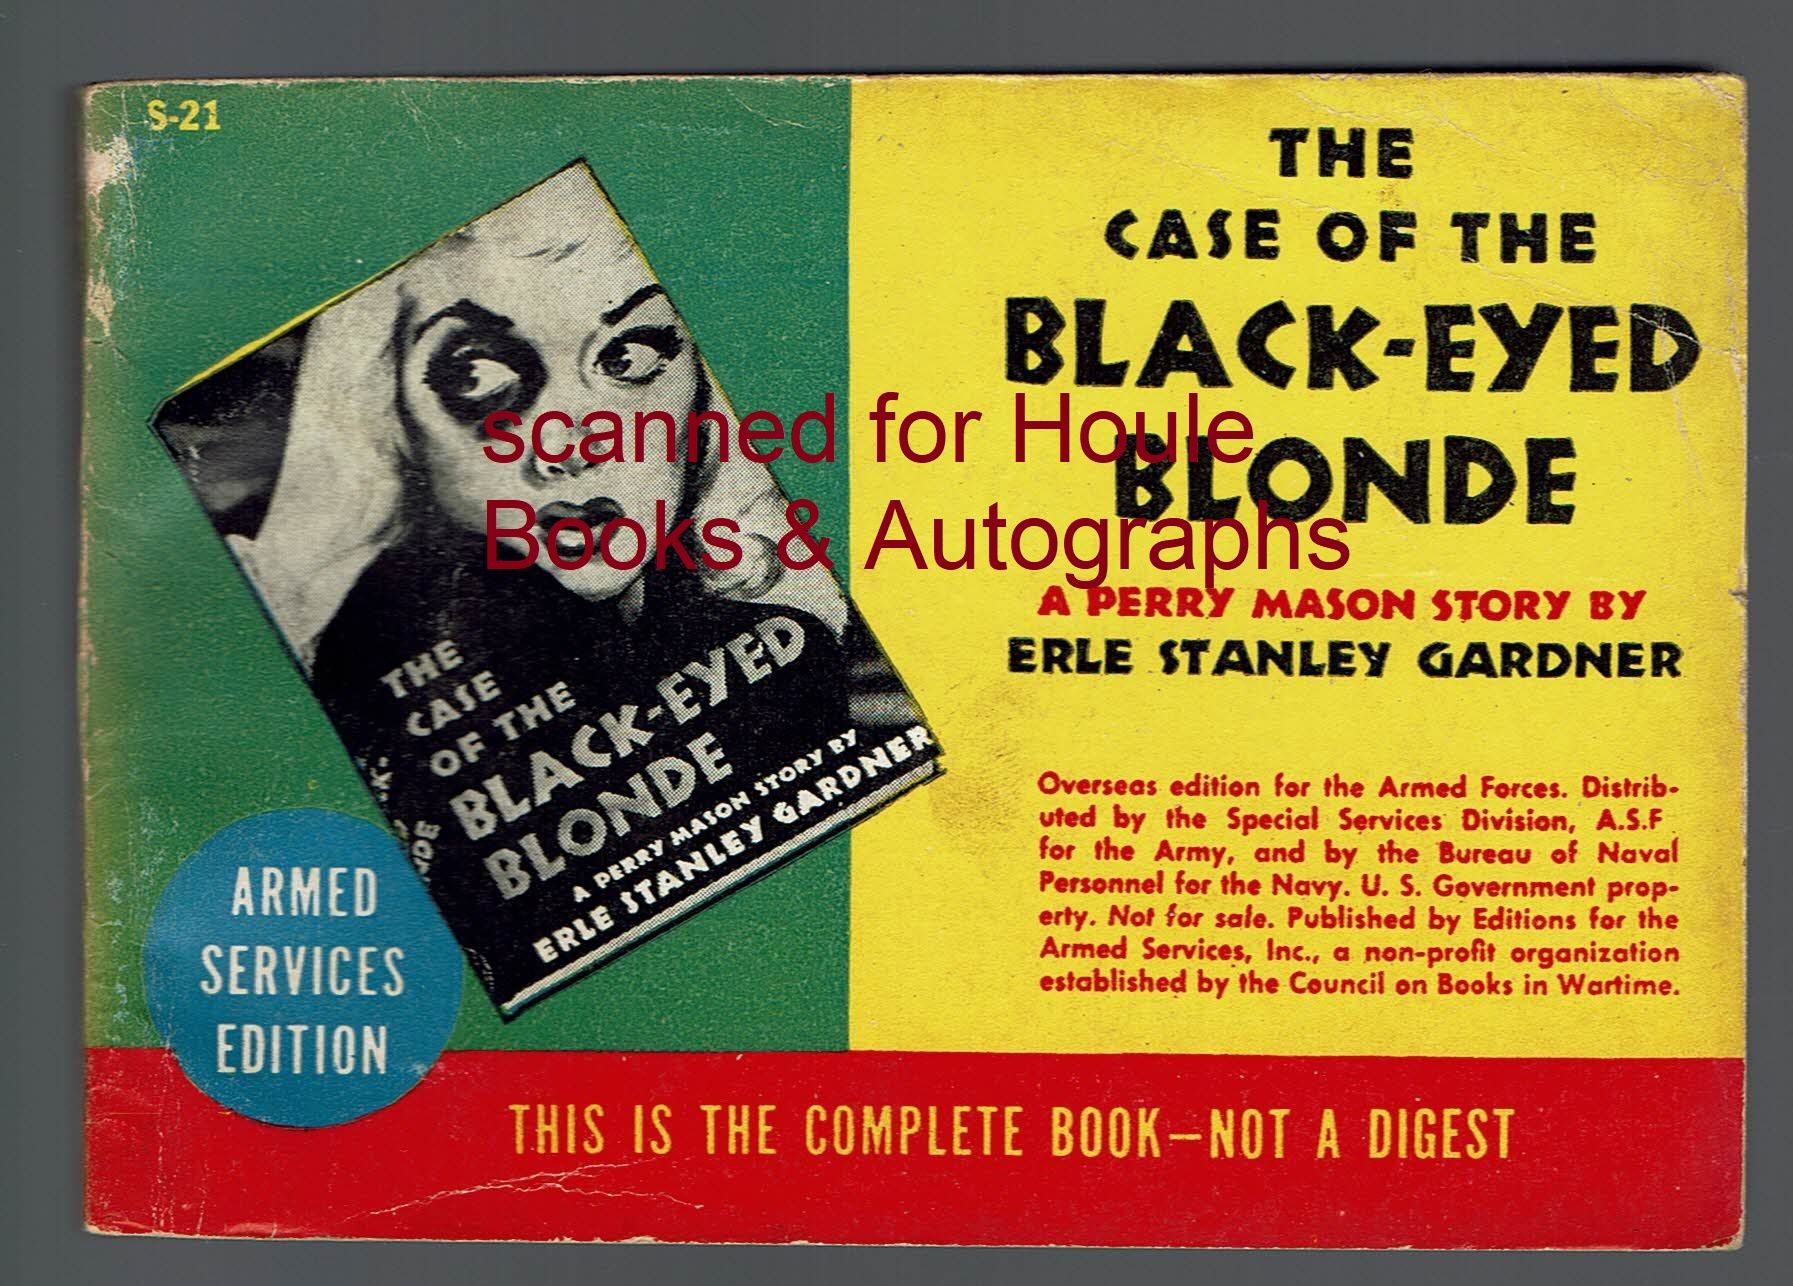 S-21
THE
CASE OF THE
BLACK-EYED
BLONDE
A PERRY MASON STORY BY
ERLE STANLEY GARDNER
Overseas edition for the Armed Forces. Distrib-
uted by the Special Services Division, A.S.F.
for the Army, and by the Bureau of Naval
Personnel for the Navy. U. S. Government prop-
erty. Not for sale. Published by Editions for the
Armed Services, Inc., a non-profit organization
established by the Council on Books in Wartime.
THE
CASE
OF THE
BLACK-EYED
BLONDE
A PERRY MASON STORY BY
ERLE STANLEY GARDNER
ARMED
SERVICES
EDITION
THIS IS THE COMPLETE BOOK—NOT A DIGEST
scanned for Houle
Books & Autographs